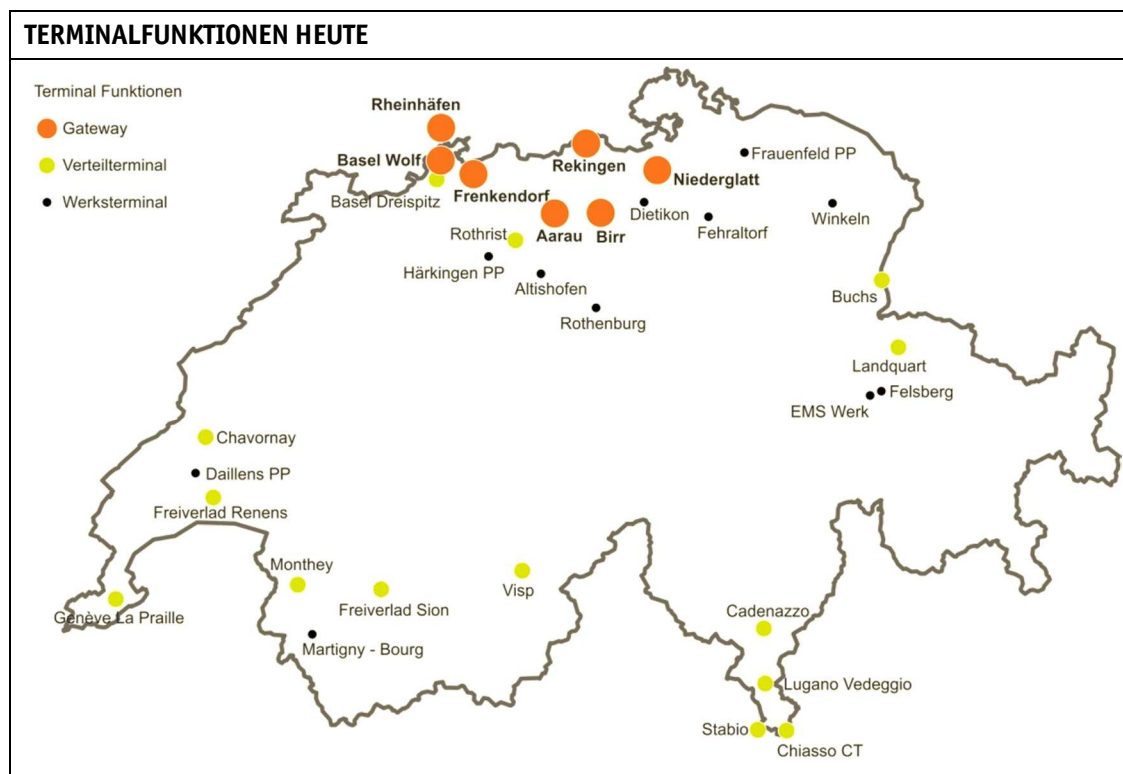 TERMINALFUNKTIONEN HEUTE
Terminal Funktionen
Gateway
Verteilterminal
Werksterminal
Rheinhäfen
Basel Wolf
Basel Dreispitz
Frenkendorf
Rekingen
Niederglatt
Frauenfeld PP
Aarau
Birr
Dietikon
Fehraltorf
Winkeln
Rothrist
Härkingen PP
Altishofen
Rothenburg
Buchs
Landquart
Felsberg
EMS Werk
Chavornay
Daillens PP
Freiverlad Renens
Genève La Praille
Monthey
Freiverlad Sion
Visp
Martigny - Bourg
Cadenazzo
Lugano Vedeggio
Stabio
Chiasso CT